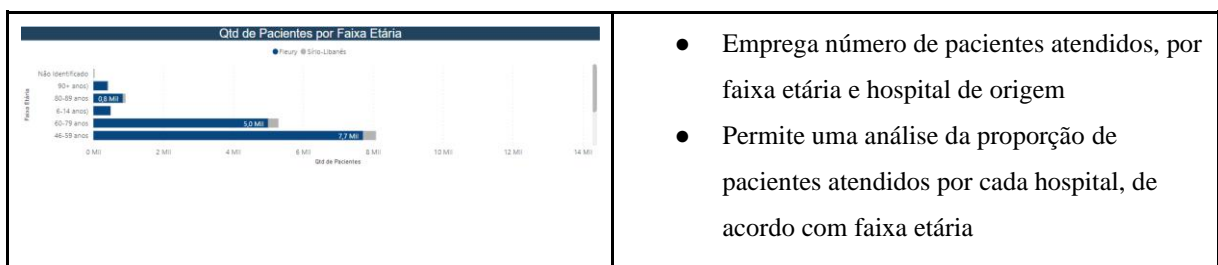 Qtd de Pacientes por Faixa Etária
Fleury Sírio-Libanês
Faixa Etária
Não Identificado
90+ anos)
80-89 anos
0,8 Mil
6-14 anos)
60-79 anos
5,0 Mil
46-59 anos
7,7 Mil
0 Mil 2 Mil 4 Mil 6 Mil 8 Mil 10 Mil 12 Mil 14 Mil
Qtd de Pacientes
● Emprega número de pacientes atendidos, por
faixa etária e hospital de origem
● Permite uma análise da proporção de
pacientes atendidos por cada hospital, de
acordo com faixa etária